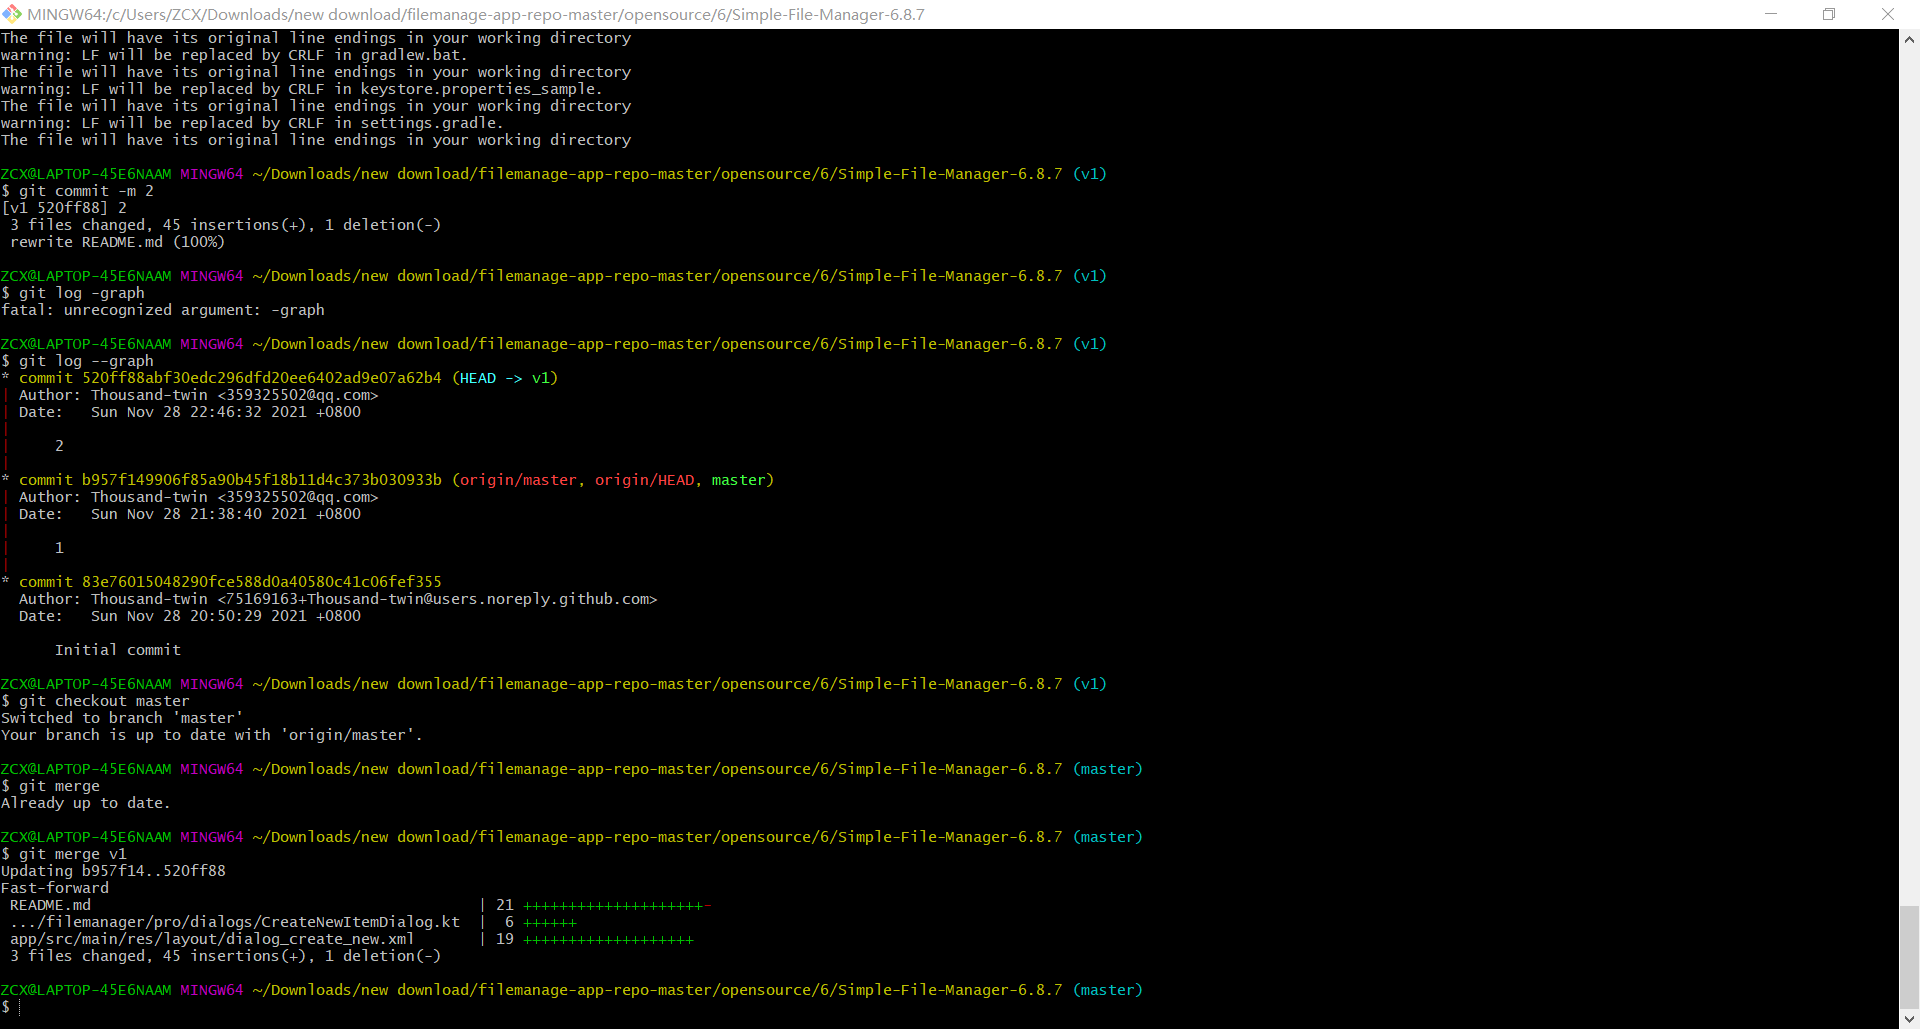 MINGW64:/c/Users/ZCX/Downloads/new download/filemanage-app-repo-master/opensource/6/Simple-File-Manager-6.8.7
The file will have its original line endings in your working directory
warning: LF will be replaced by CRLF in gradlew.bat.
The file will have its original line endings in your working directory
warning: LF will be replaced by CRLF in keystore.properties_sample.
The file will have its original line endings in your working directory
warning: LF will be replaced by CRLF in settings.gradle.
The file will have its original line endings in your working directory
ZCX@LAPTOP-45E6NAAM MINGW64 ~/Downloads/new download/filemanage-app-repo-master/opensource/6/Simple-File-Manager-6.8.7 (v1)
$ git commit -m 2
[v1 520ff88] 2
3 files changed, 45 insertions(+), 1 deletion(-)
rewrite README.md (100%)
ZCX@LAPTOP-45E6NAAM MINGW64 ~/Downloads/new download/filemanage-app-repo-master/opensource/6/Simple-File-Manager-6.8.7 (v1)
$ git log -graph
fatal: unrecognized argument: -graph
ZCX@LAPTOP-45E6NAAM MINGW64 ~/Downloads/new download/filemanage-app-repo-master/opensource/6/Simple-File-Manager-6.8.7 (v1)
$ git log --graph
* commit 520ff88abf30edc296dfd20ee6402ad9e07a62b4 (HEAD -> v1)
| Author: Thousand-twin <359325502@qq.com>
| Date:   Sun Nov 28 22:46:32 2021 +0800
|
|     2
|
* commit b957f149906f85a90b45f18b11d4c373b030933b (origin/master, origin/HEAD, master)
| Author: Thousand-twin <359325502@qq.com>
| Date:   Sun Nov 28 21:38:40 2021 +0800
|
|     1
|
* commit 83e76015048290fce588d0a40580c41c06fef355
Author: Thousand-twin <75169163+Thousand-twin@users.noreply.github.com>
Date:   Sun Nov 28 20:50:29 2021 +0800
Initial commit
ZCX@LAPTOP-45E6NAAM MINGW64 ~/Downloads/new download/filemanage-app-repo-master/opensource/6/Simple-File-Manager-6.8.7 (v1)
$ git checkout master
Switched to branch 'master'
Your branch is up to date with 'origin/master'.
ZCX@LAPTOP-45E6NAAM MINGW64 ~/Downloads/new download/filemanage-app-repo-master/opensource/6/Simple-File-Manager-6.8.7 (master)
$ git merge
Already up to date.
ZCX@LAPTOP-45E6NAAM MINGW64 ~/Downloads/new download/filemanage-app-repo-master/opensource/6/Simple-File-Manager-6.8.7 (master)
$ git merge v1
Updating b957f14..520ff88
Fast-forward
README.md | 21 ++++++++++++++++++++-
.../filemanager/pro/dialogs/CreateNewItemDialog.kt | 6 ++++++
app/src/main/res/layout/dialog_create_new.xml | 19 +++++++++++++++++++
3 files changed, 45 insertions(+), 1 deletion(-)
ZCX@LAPTOP-45E6NAAM MINGW64 ~/Downloads/new download/filemanage-app-repo-master/opensource/6/Simple-File-Manager-6.8.7 (master)
$